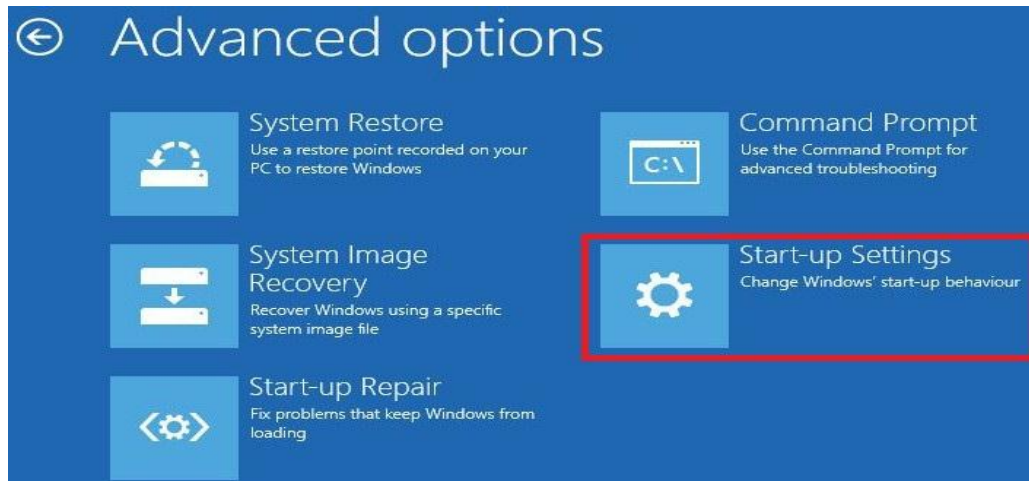 Advanced options
System Restore
Use a restore point recorded on your
PC to restore Windows
Command Prompt
Use the Command Prompt for
advanced troubleshooting
C:\
System Image
Recovery
Recover Windows using a specific
system image file
Start-up Settings
Change Windows' start-up behaviour
Start-up Repair
Fix problems that keep Windows from
loading